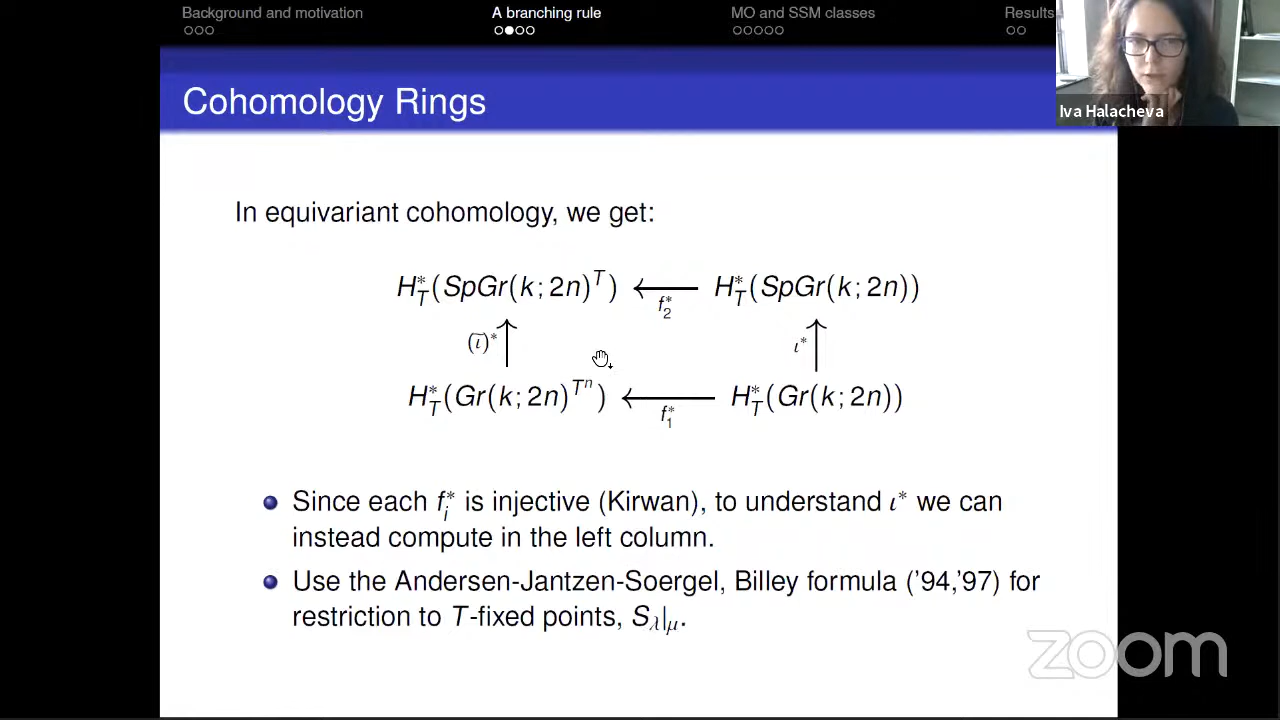 Background and motivation A branching rule MO and SSM classes Results
Iva Halacheva
Cohomology Rings
In equivariant cohomology, we get:
H*_T(SpGr(k; 2n)^T) ← f*_2 H*_T(SpGr(k; 2n))
(ι̃)* ↑ ι* ↑
H*_T(Gr(k; 2n)^{T^n}) ← f*_1 H*_T(Gr(k; 2n))
Since each f*_i is injective (Kirwan), to understand ι* we can
instead compute in the left column.
Use the Andersen-Jantzen-Soergel, Billey formula ('94,'97) for
restriction to T-fixed points, S_λ|_μ.
zoom